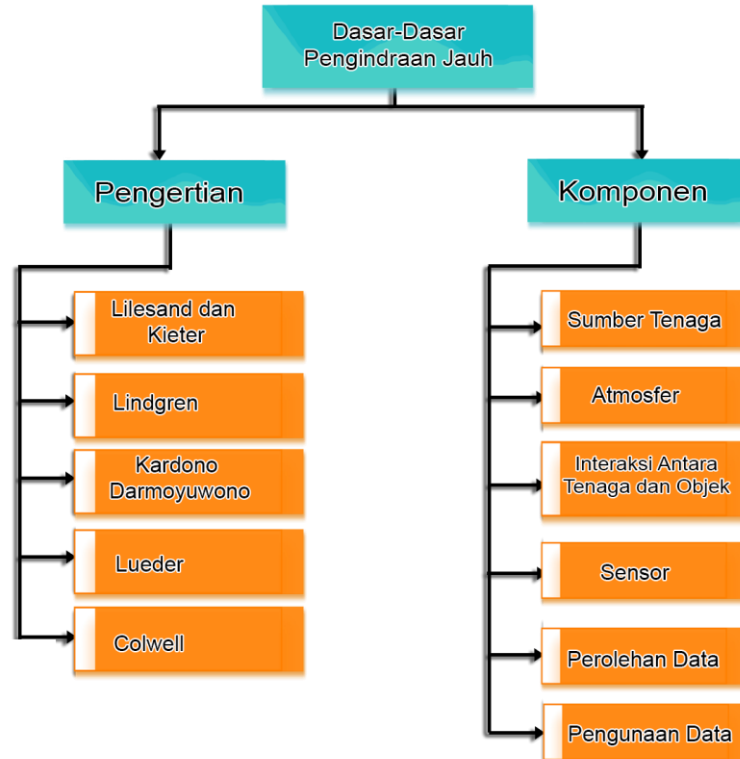 Dasar-Dasar
Pengindraan Jauh
Pengertian
Lilesand dan
Kieter
Lindgren
Kardono
Darmoyuwono
Lueder
Colwell
Komponen
Sumber Tenaga
Atmosfer
Interaksi Antara
Tenaga dan Objek
Sensor
Perolehan Data
Pengunaan Data